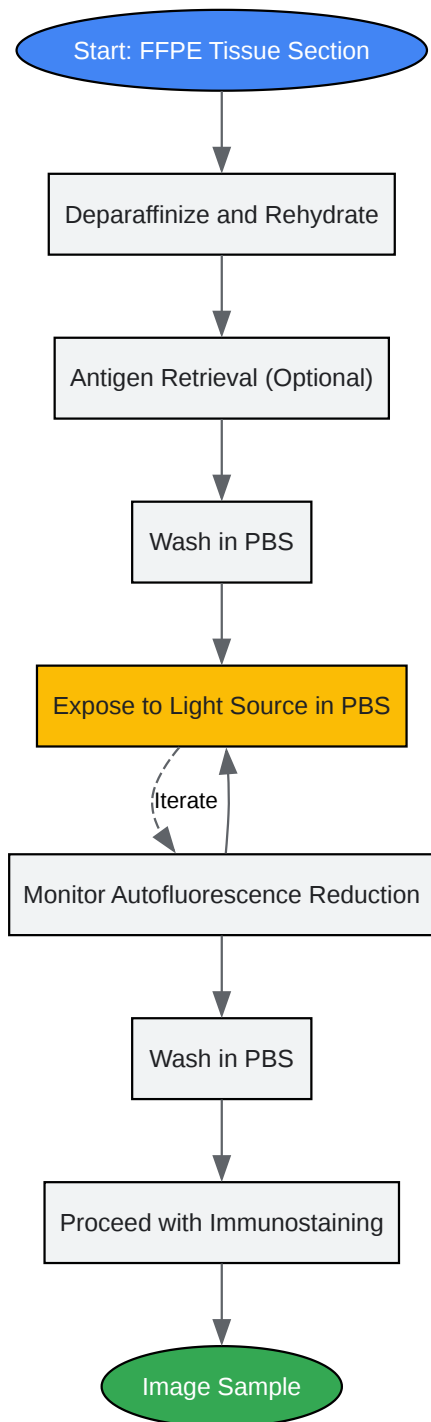 Start: FFPE Tissue Section
Deparaffinize and Rehydrate
Antigen Retrieval (Optional)
Wash in PBS
Expose to Light Source in PBS
Iterate
Monitor Autofluorescence Reduction
Wash in PBS
Proceed with Immunostaining
Image Sample